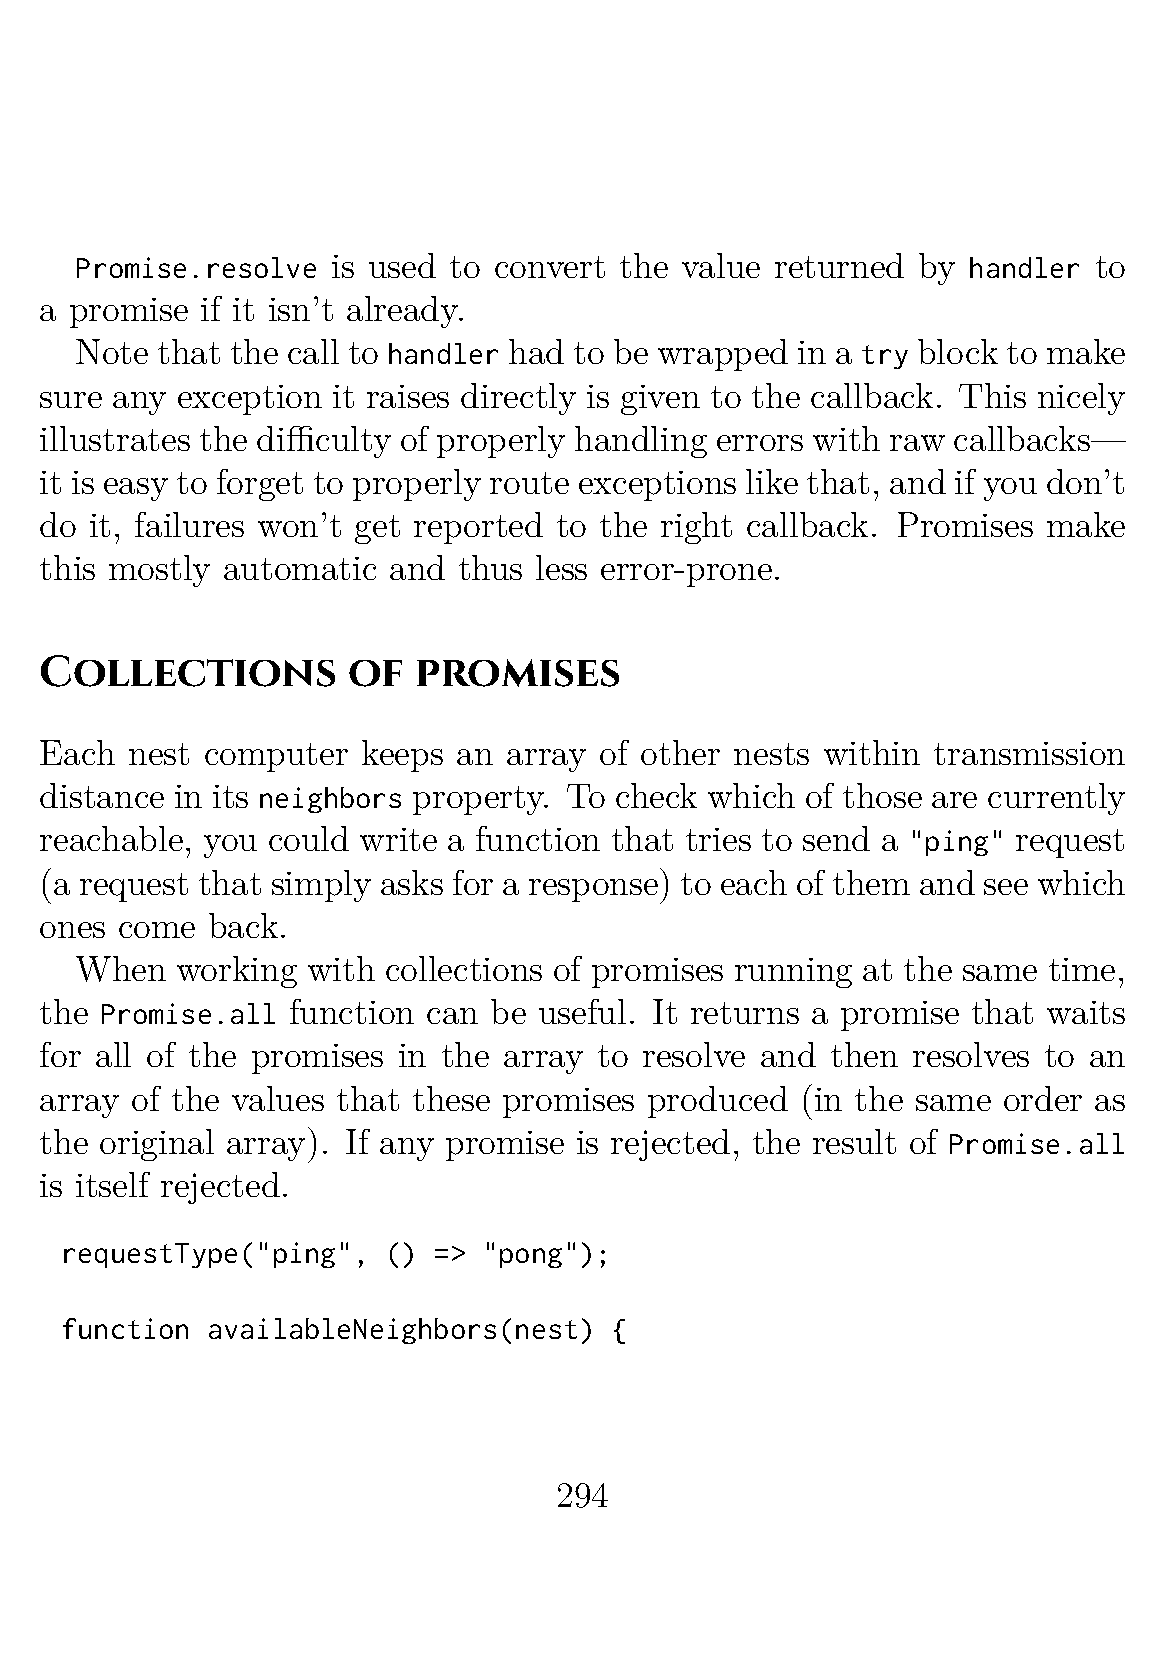 Promise.resolve is used to convert the value returned by handler to
a promise if it isn't already.
Note that the call to handler had to be wrapped in a try block to make
sure any exception it raises directly is given to the callback. This nicely
illustrates the difficulty of properly handling errors with raw callbacks—
it is easy to forget to properly route exceptions like that, and if you don't
do it, failures won't get reported to the right callback. Promises make
this mostly automatic and thus less error-prone.
Collections of promises
Each nest computer keeps an array of other nests within transmission
distance in its neighbors property. To check which of those are currently
reachable, you could write a function that tries to send a "ping" request
(a request that simply asks for a response) to each of them and see which
ones come back.
When working with collections of promises running at the same time,
the Promise.all function can be useful. It returns a promise that waits
for all of the promises in the array to resolve and then resolves to an
array of the values that these promises produced (in the same order as
the original array). If any promise is rejected, the result of Promise.all
is itself rejected.
requestType("ping", () => "pong");
function availableNeighbors(nest) {
294